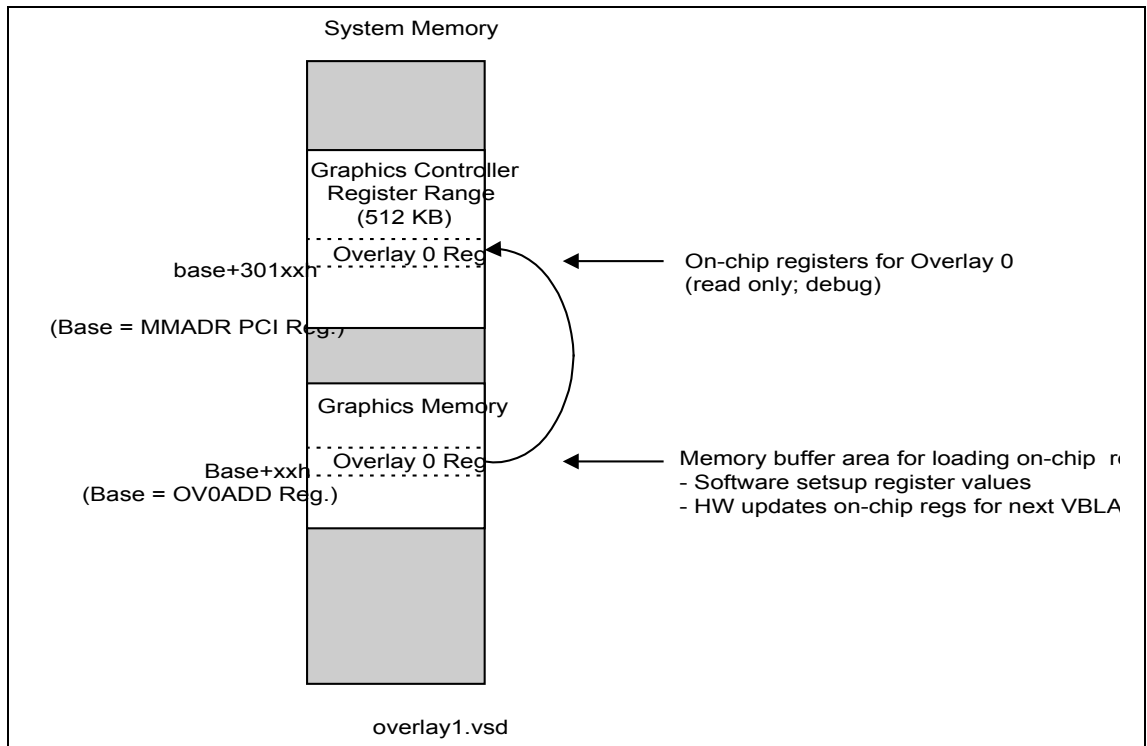 System Memory
Graphics Controller
Register Range
(512 KB)
Overlay 0 Reg
base+301xxh
On-chip registers for Overlay 0
(read only; debug)
(Base = MMADR PCI Reg.)
Graphics Memory
Overlay 0 Reg
Base+xxh
(Base = OV0ADD Reg.)
Memory buffer area for loading on-chip
- Software setsup register values
- HW updates on-chip regs for next
overlay1.vsd